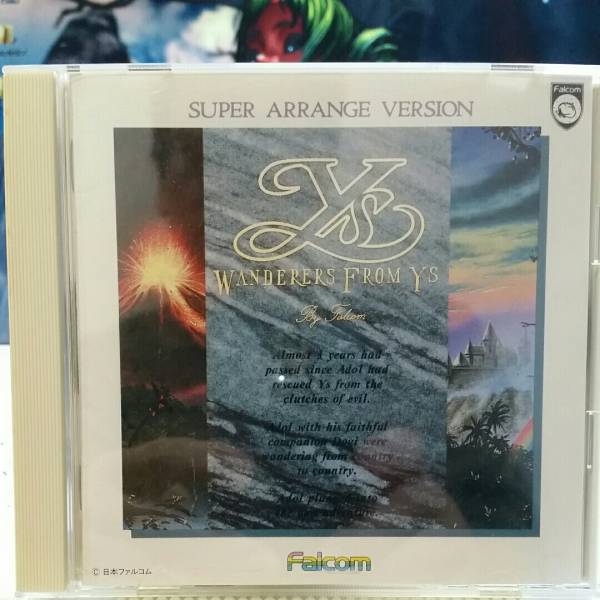 Falcom
SUPER ARRANGE VERSION
Ys
WANDERERS FROM YS
By Falcom
Almost 3 years had
passed since Adol had
rescued Ys from the
clutches of evil.
Adol with his faithful
companion Dogi were
wandering from country
to country.
Adol into
Falcom
© 日本ファルコム